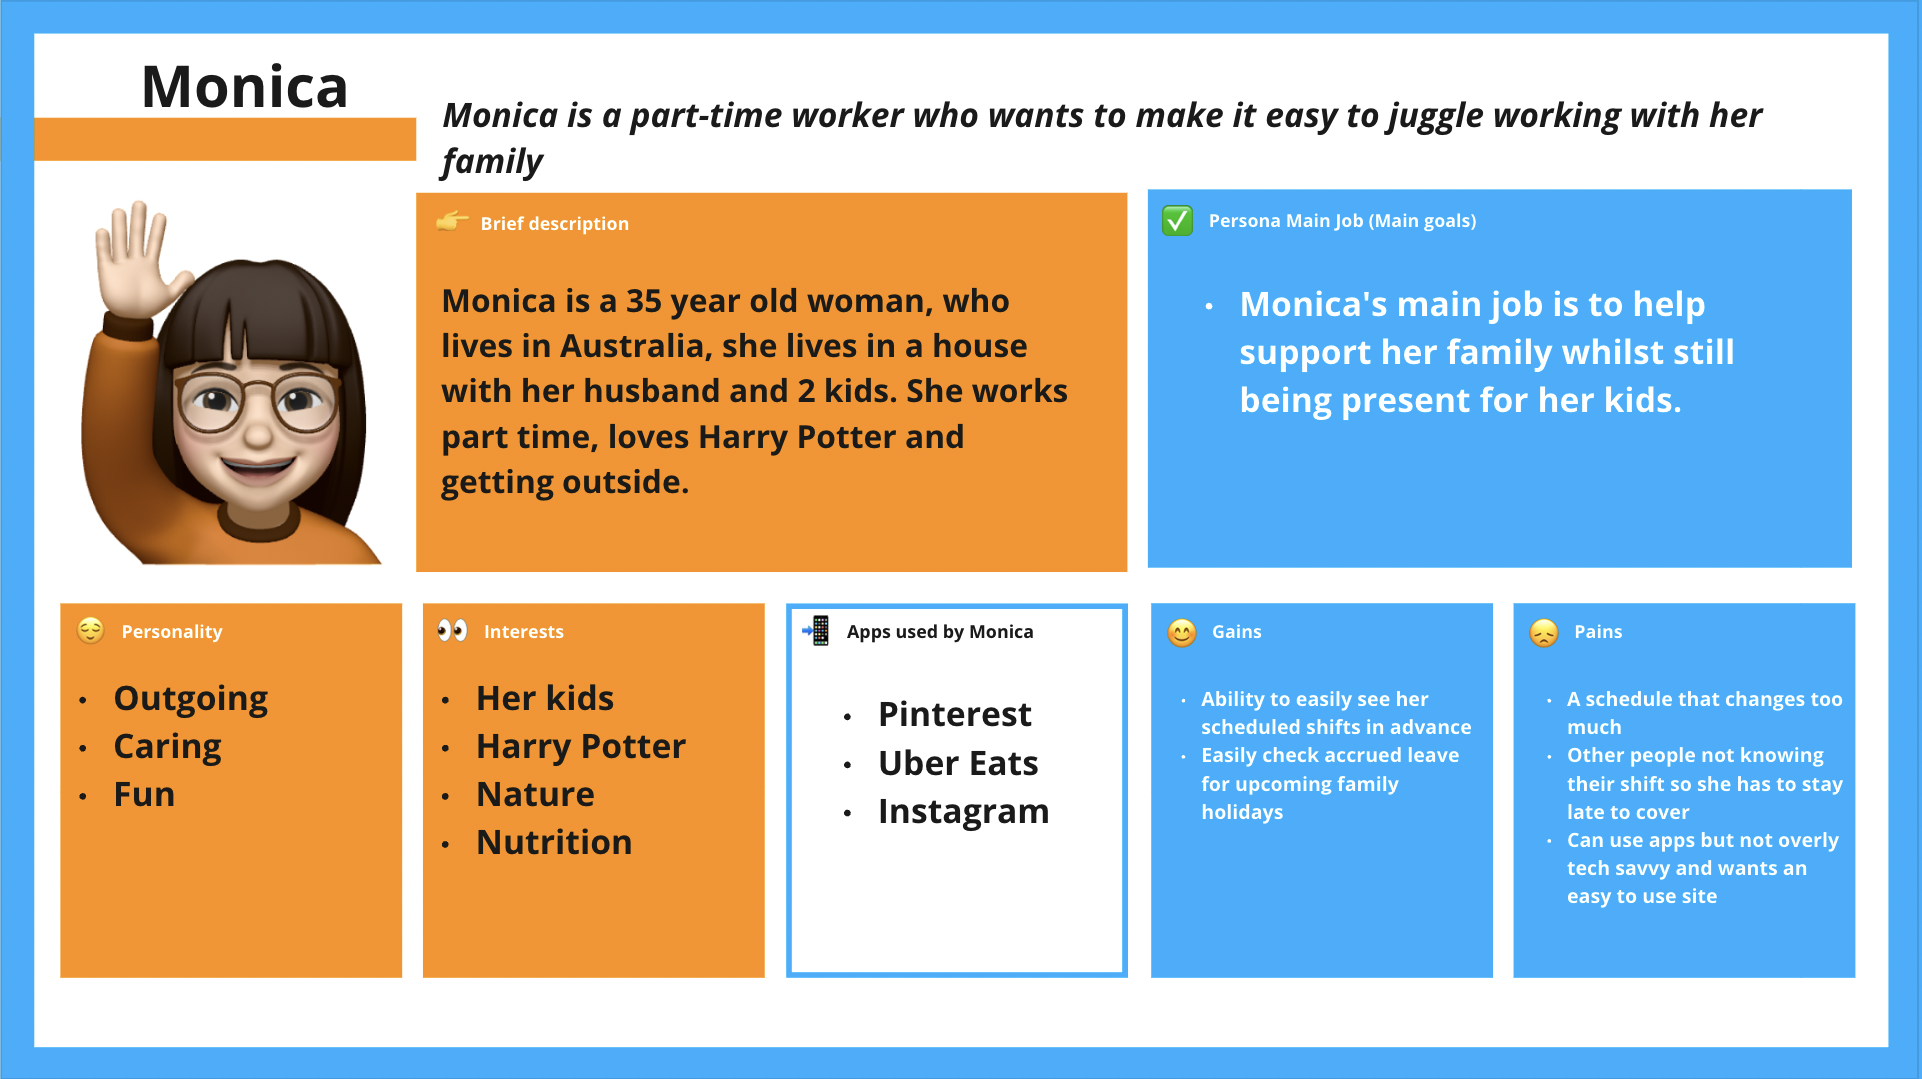 Monica
Monica is a part-time worker who wants to make it easy to juggle working with her
family
Brief description
Monica is a 35 year old woman, who
lives in Australia, she lives in a house
with her husband and 2 kids. She works
part time, loves Harry Potter and
getting outside.
Persona Main Job (Main goals)
• Monica's main job is to help
support her family whilst still
being present for her kids.
Personality
• Outgoing
• Caring
• Fun
Interests
• Her kids
• Harry Potter
• Nature
• Nutrition
Apps used by Monica
• Pinterest
• Uber Eats
• Instagram
Gains
• Ability to easily see her
scheduled shifts in advance
• Easily check accrued leave
for upcoming family
holidays
Pains
• A schedule that changes too
much
• Other people not knowing
their shift so she has to stay
late to cover
• Can use apps but not overly
tech savvy and wants an
easy to use site